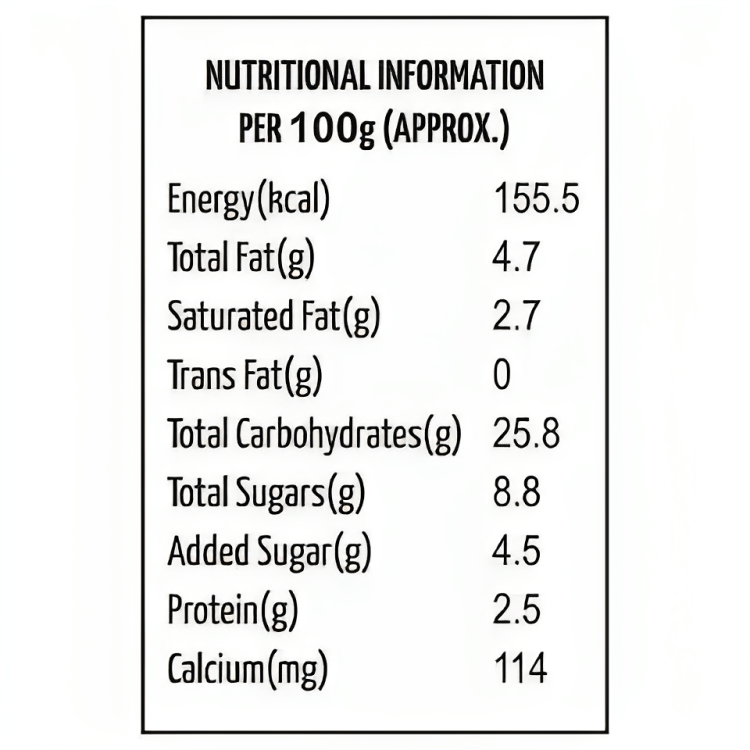 NUTRITIONAL INFORMATION
PER 100g (APPROX.)
Energy(kcal) 155.5
Total Fat(g) 4.7
Saturated Fat(g) 2.7
Trans Fat(g) 0
Total Carbohydrates(g) 25.8
Total Sugars(g) 8.8
Added Sugar(g) 4.5
Protein(g) 2.5
Calcium(mg) 114